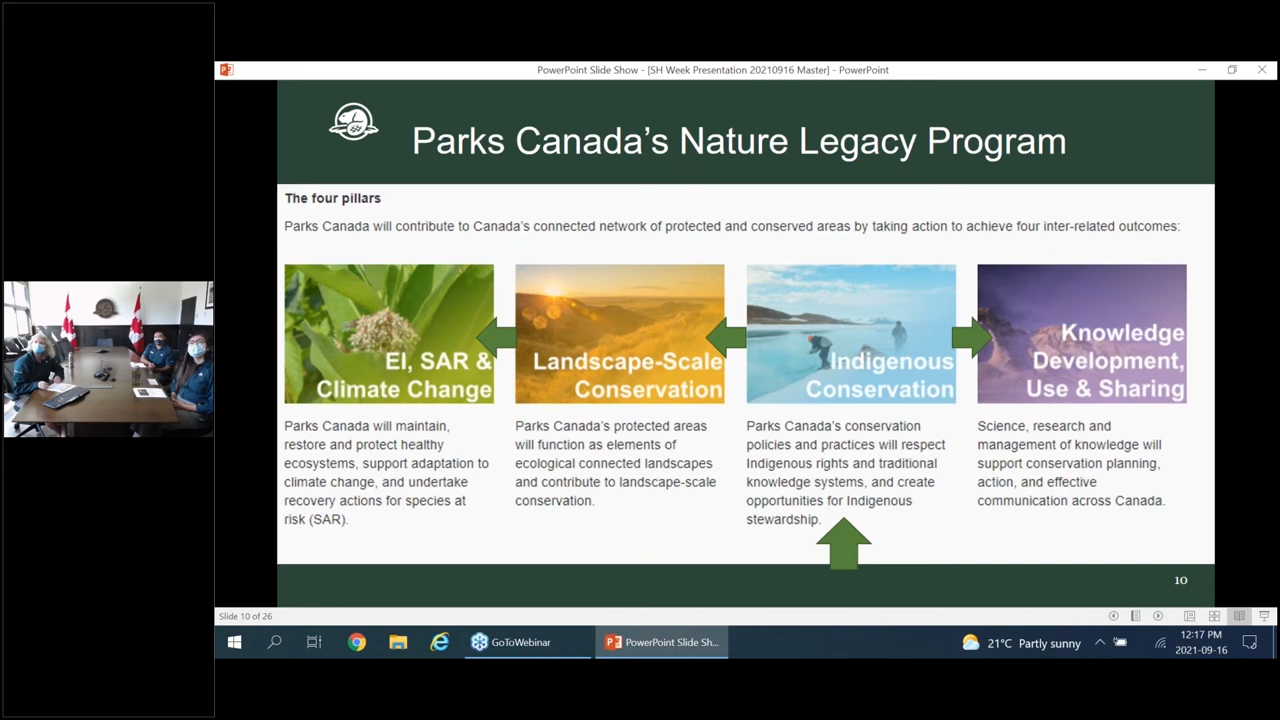 PowerPoint Slide Show - [SH Week Presentation 20210916 Master] - PowerPoint
Parks Canada's Nature Legacy Program
The four pillars
Parks Canada will contribute to Canada's connected network of protected and conserved areas by taking action to achieve four inter-related outcomes:
EI, SAR &
Climate Change
Parks Canada will maintain,
restore and protect healthy
ecosystems, support adaptation to
climate change, and undertake
recovery actions for species at
risk (SAR).
Landscape-Scale
Conservation
Parks Canada's protected areas
will function as elements of
ecological connected landscapes
and contribute to landscape-scale
conservation.
Indigenous
Conservation
Parks Canada's conservation
policies and practices will respect
Indigenous rights and traditional
knowledge systems, and create
opportunities for Indigenous
stewardship.
Knowledge
Development,
Use & Sharing
Science, research and
management of knowledge will
support conservation planning,
action, and effective
communication across Canada.
10
Slide 10 of 26
GoToWebinar
PowerPoint Slide Sh...
21°C Partly sunny
12:17 PM
2021-09-16